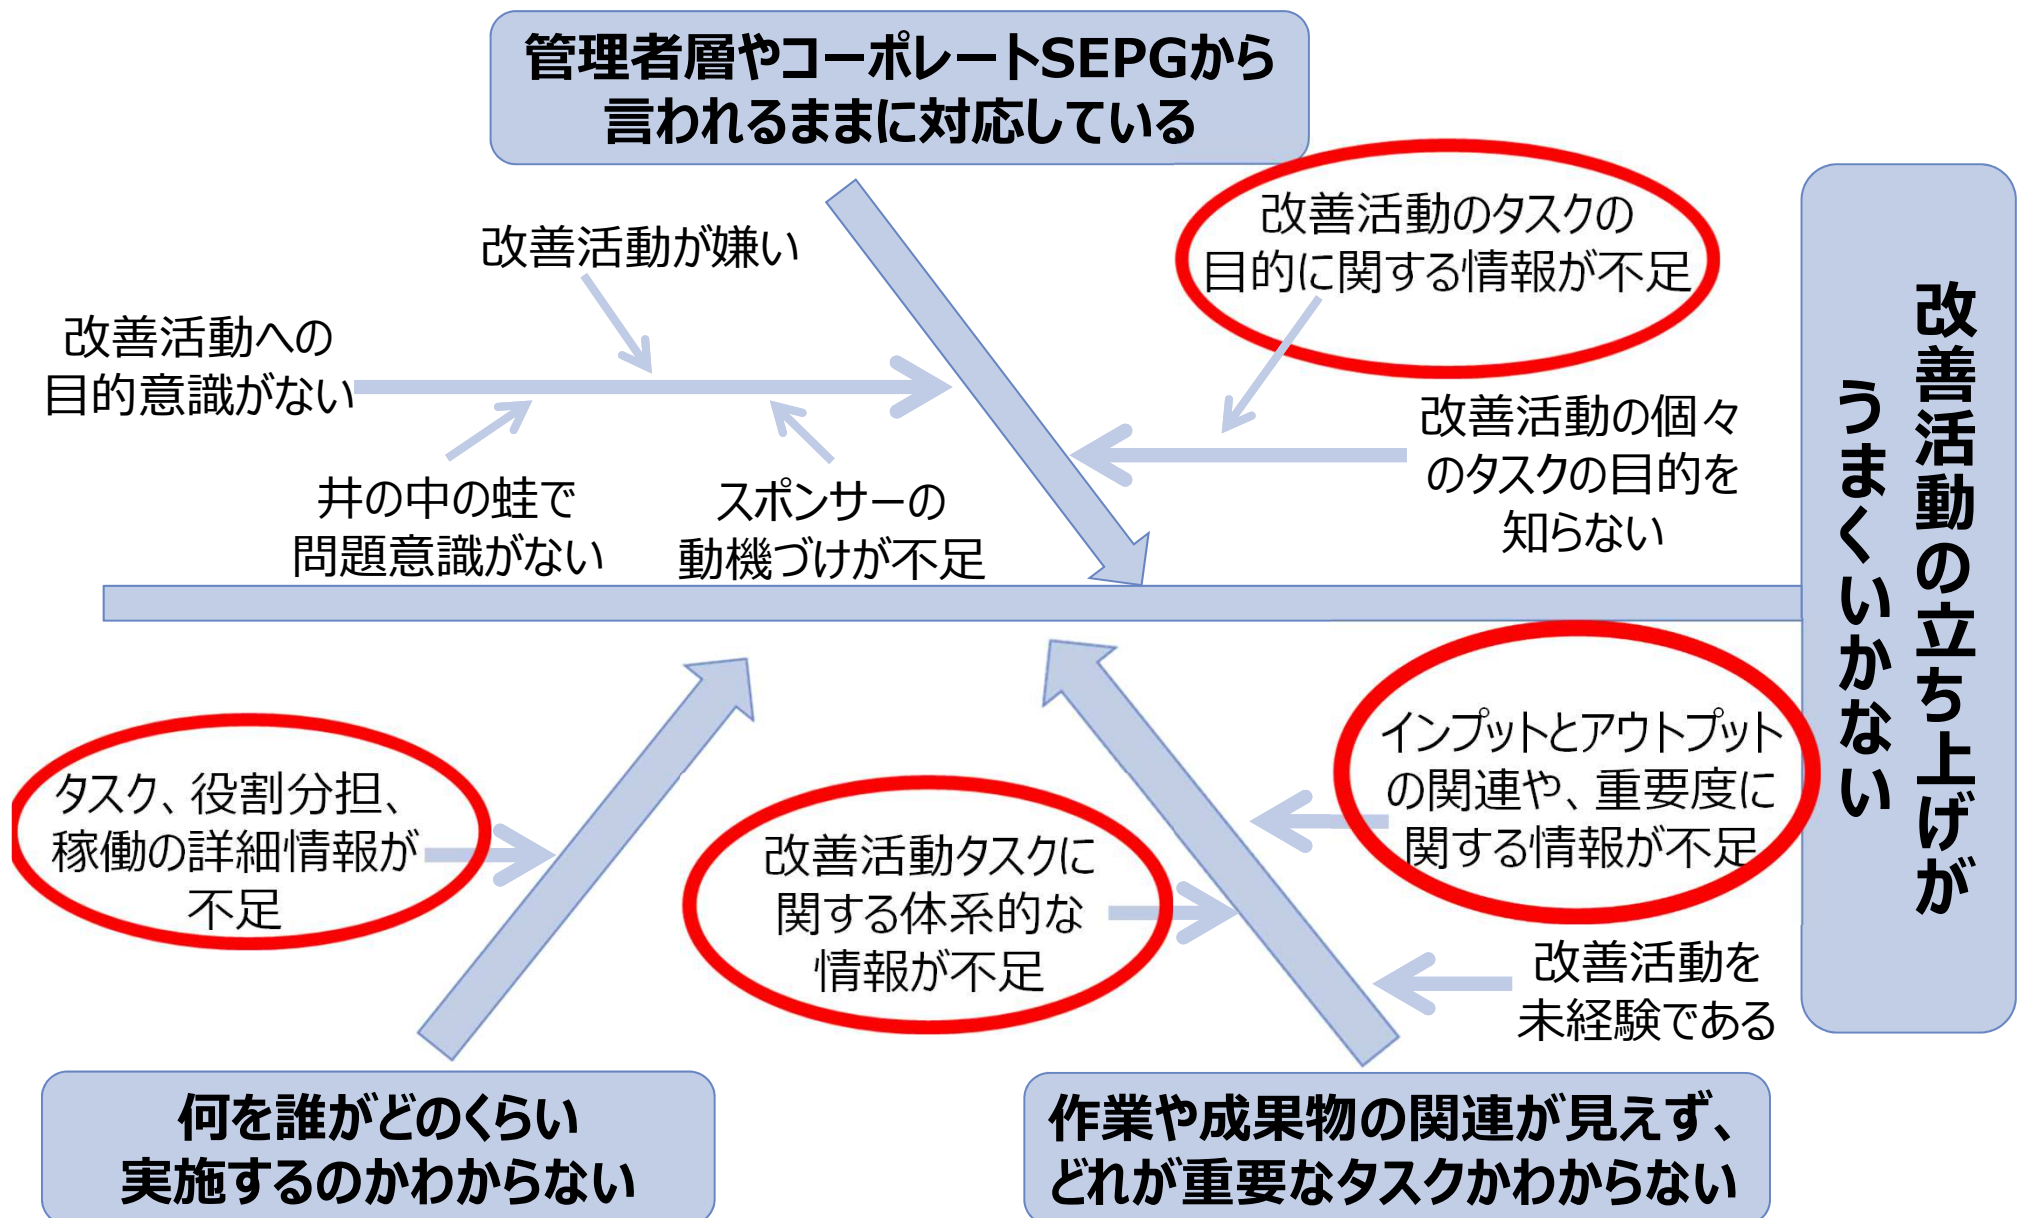 管理者層やコーポレートSEPGから
言われるままに対応している
改善活動のタスクの
目的に関する情報が不足
改善活動が嫌い
改善活動への
目的意識がない
改善活動の個々
のタスクの目的を
知らない
井の中の蛙で
問題意識がない
スポンサーの
動機づけが不足
改善活動の立ち上げが
うまくいかない
タスク、役割分担、
稼働の詳細情報が
不足
改善活動タスクに
関する体系的な
情報が不足
インプットとアウトプット
の関連や、重要度に
関する情報が不足
改善活動を
未経験である
何を誰がどのくらい
実施するのかわからない
作業や成果物の関連が見えず、
どれが重要なタスクかわからない